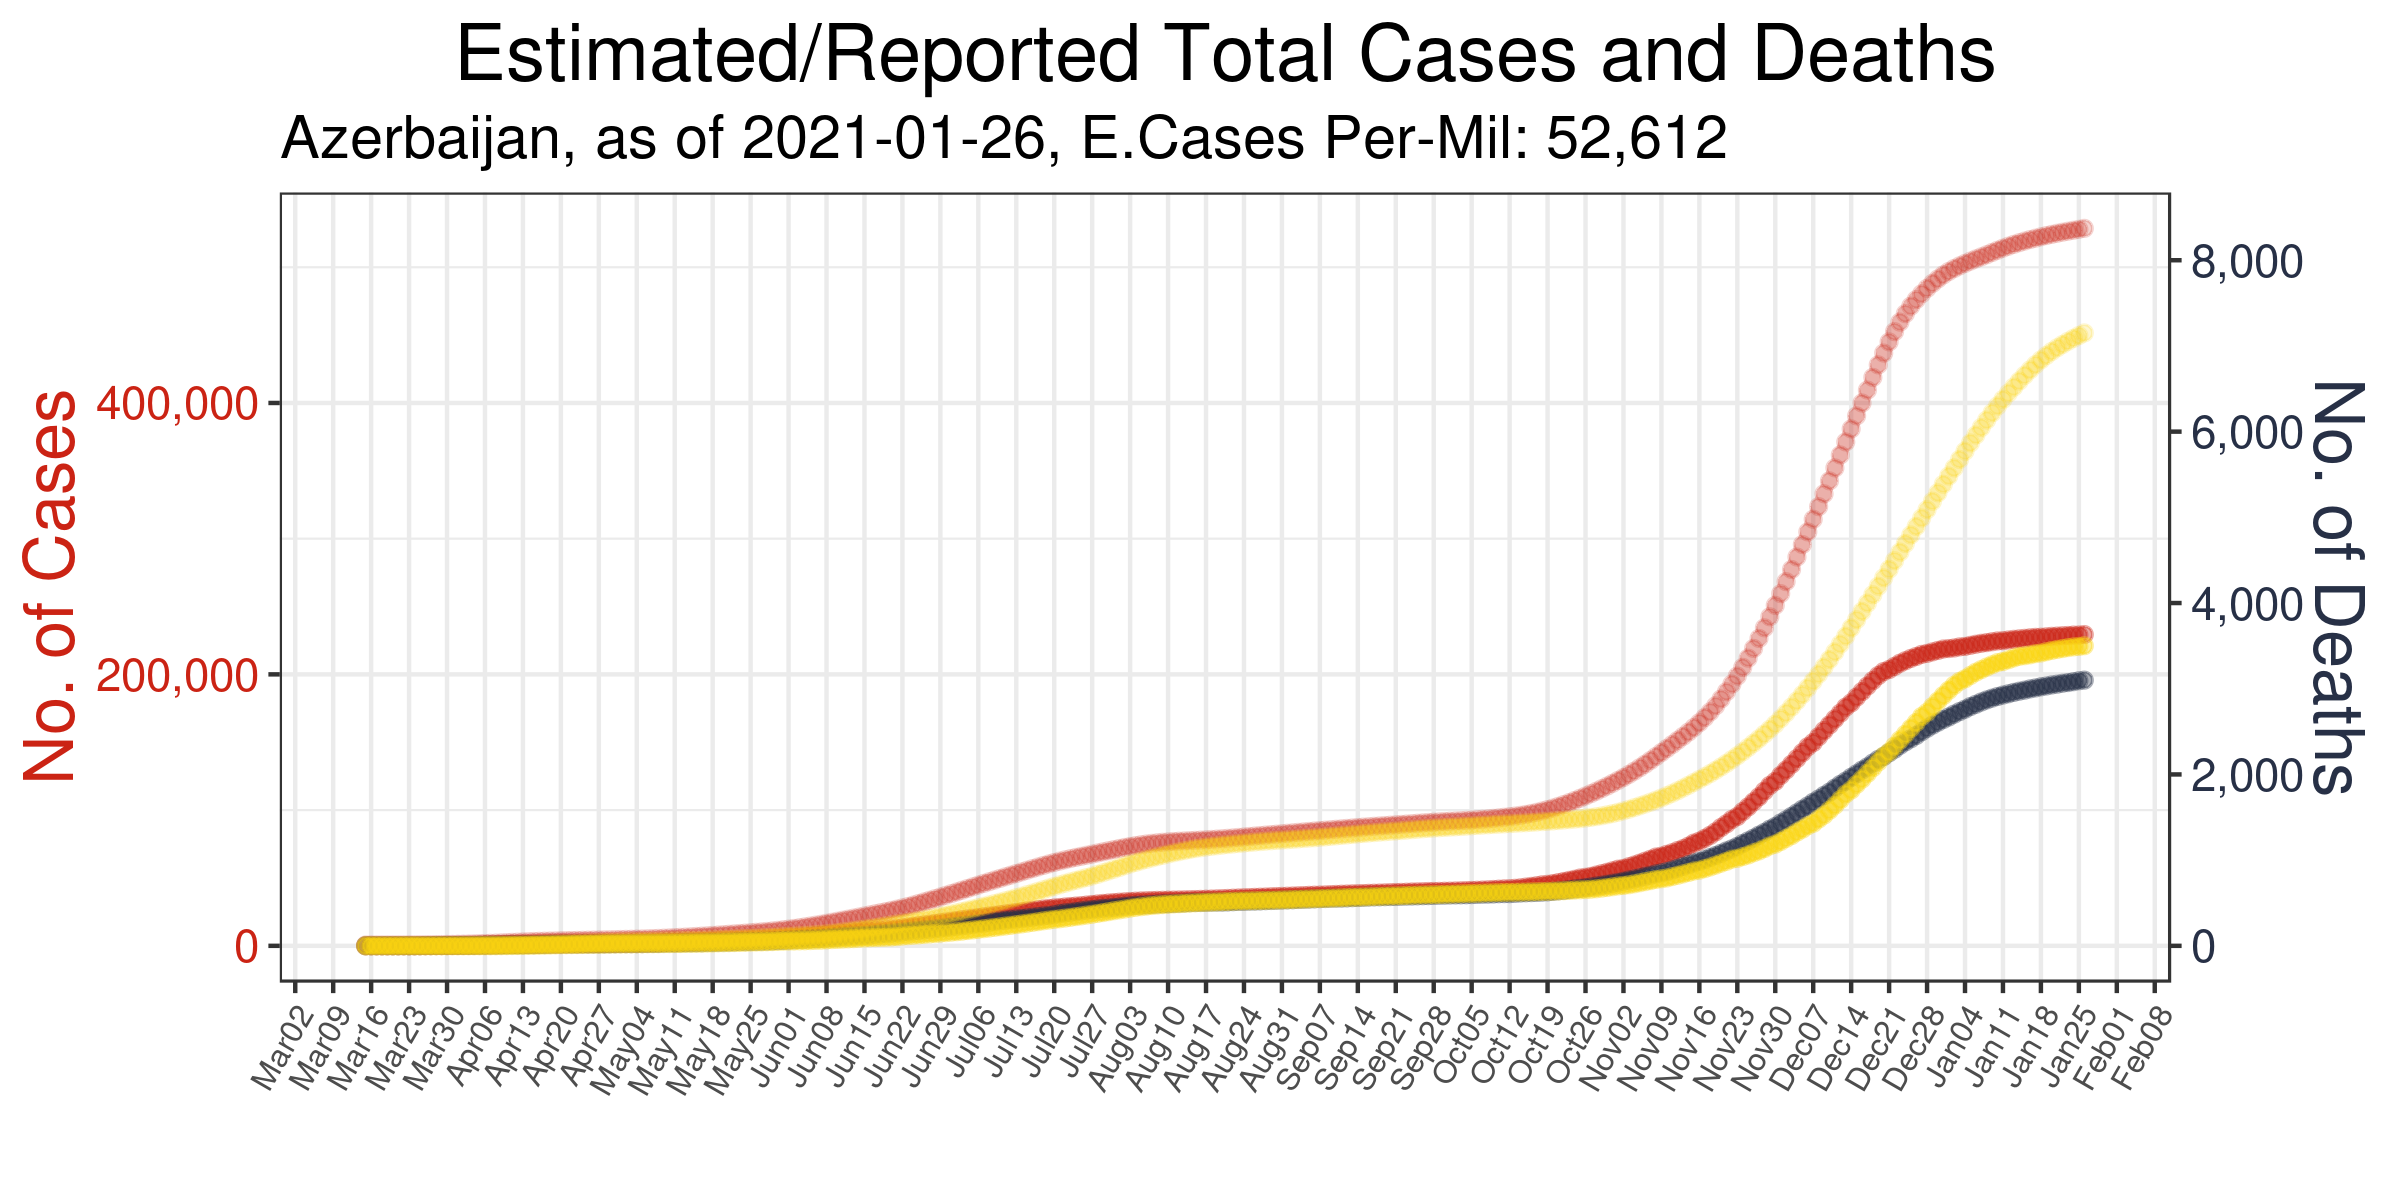 Estimated/Reported Total Cases and Deaths
Azerbaijan, as of 2021-01-26, E.Cases Per-Mil: 52,612
No. of Cases
400,000
200,000
0
8,000
6,000
4,000
2,000
0
No. of Deaths
Mar02 Mar09 Mar16 Mar23 Mar30 Apr06 Apr13 Apr20 Apr27 May04 May11 May18 May25 Jun01 Jun08 Jun15 Jun22 Jun29 Jul06 Jul13 Jul20 Jul27 Aug03 Aug10 Aug17 Aug24 Aug31 Sep07 Sep14 Sep21 Sep28 Oct05 Oct12 Oct19 Oct26 Nov02 Nov09 Nov16 Nov23 Nov30 Dec07 Dec14 Dec21 Dec28 Jan04 Jan11 Jan18 Jan25 Feb01 Feb08